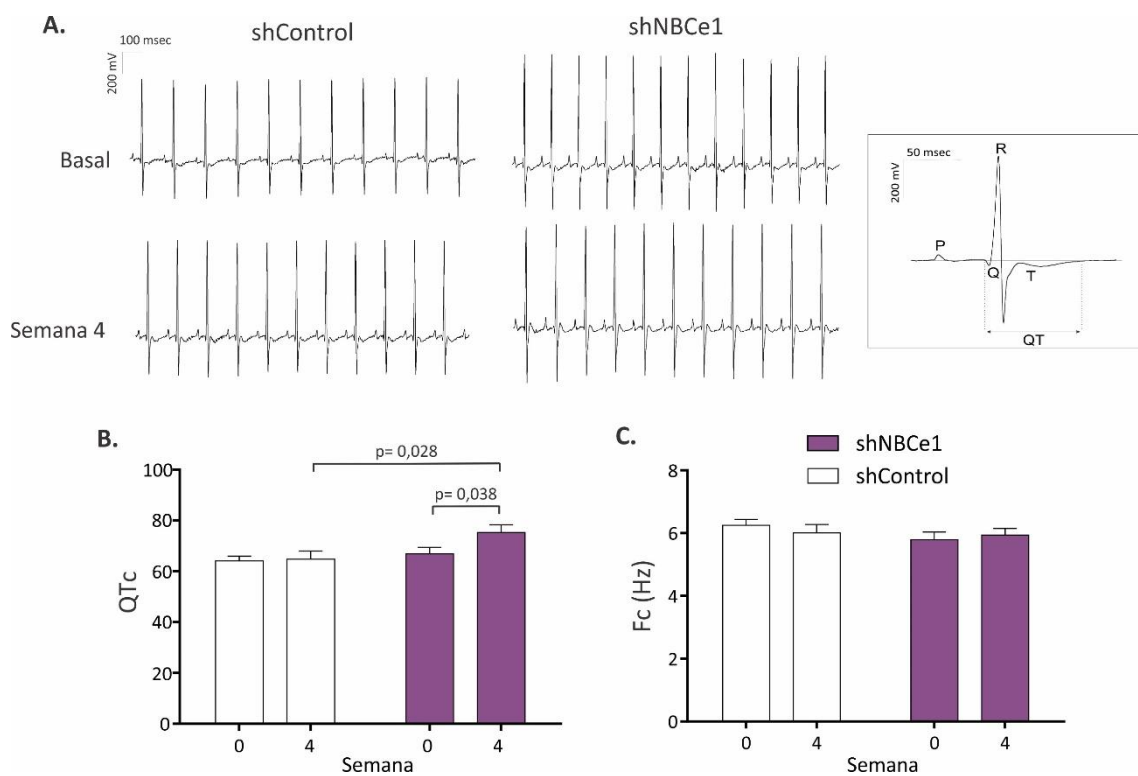 A.
shControl
shNBCe1
100 msec
200 mV
Basal
Semana 4
50 msec
200 mV
R
P
Q
T
QT
B.
p= 0,028
p= 0,038
100
80
60
40
20
0
QTc
0
4
0
4
Semana
C.
shNBCe1
shControl
8
6
4
2
0
Fc (Hz)
0
4
0
4
Semana